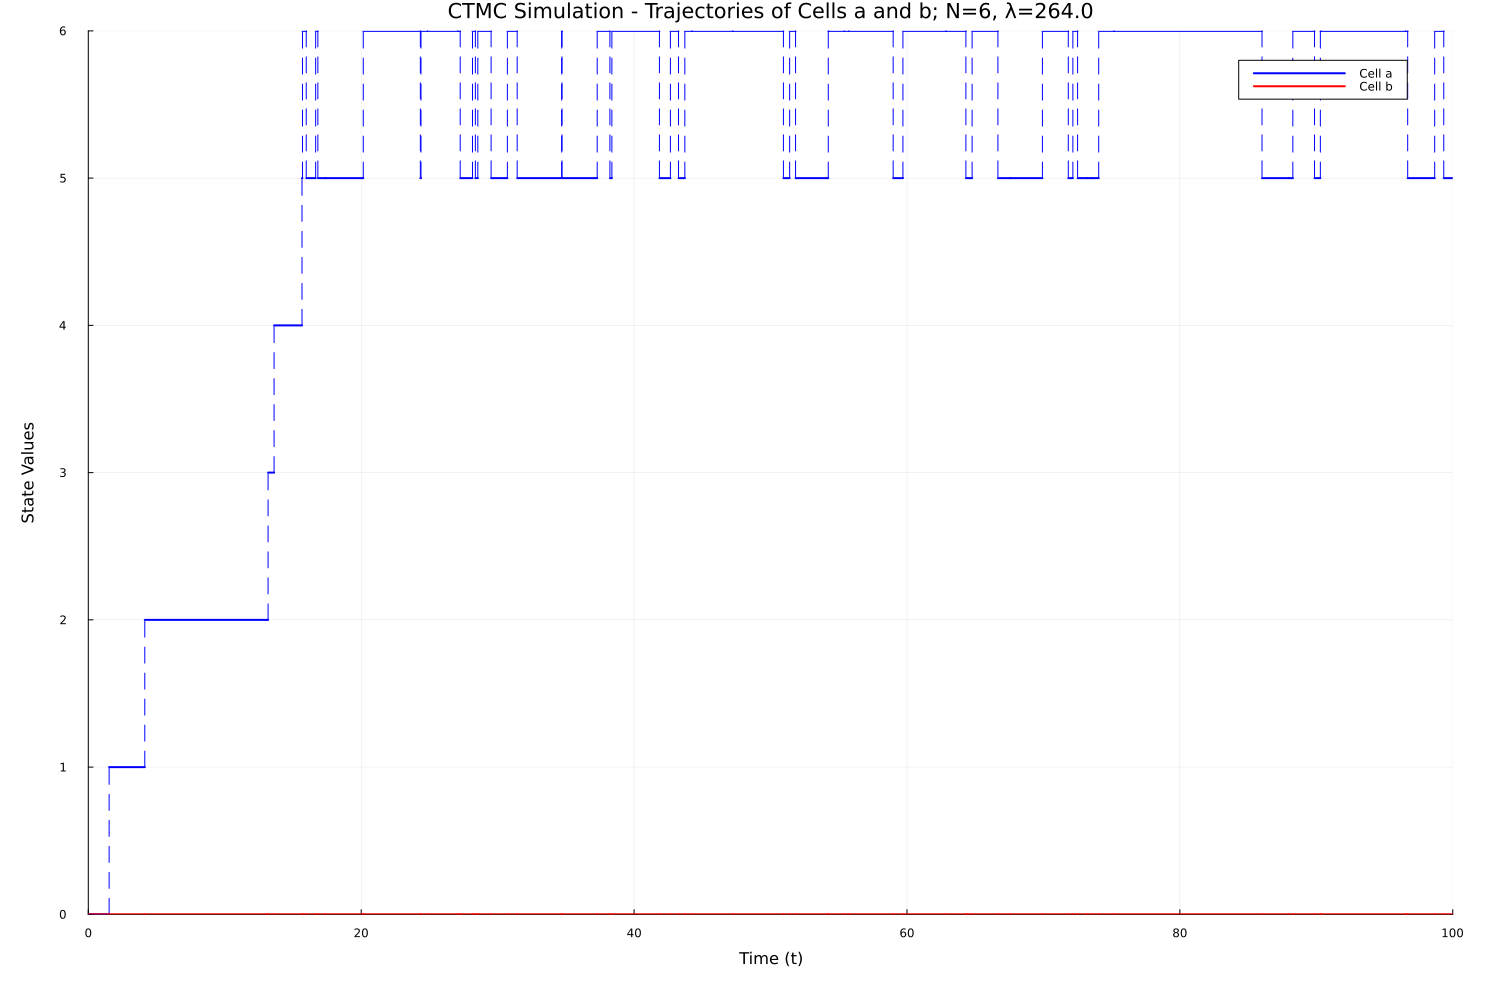 CTMC Simulation - Trajectories of Cells a and b; N=6, λ=264.0
6
5
4
3
2
1
0
State Values
Cell a
Cell b
0 20 40 60 80 100
Time (t)